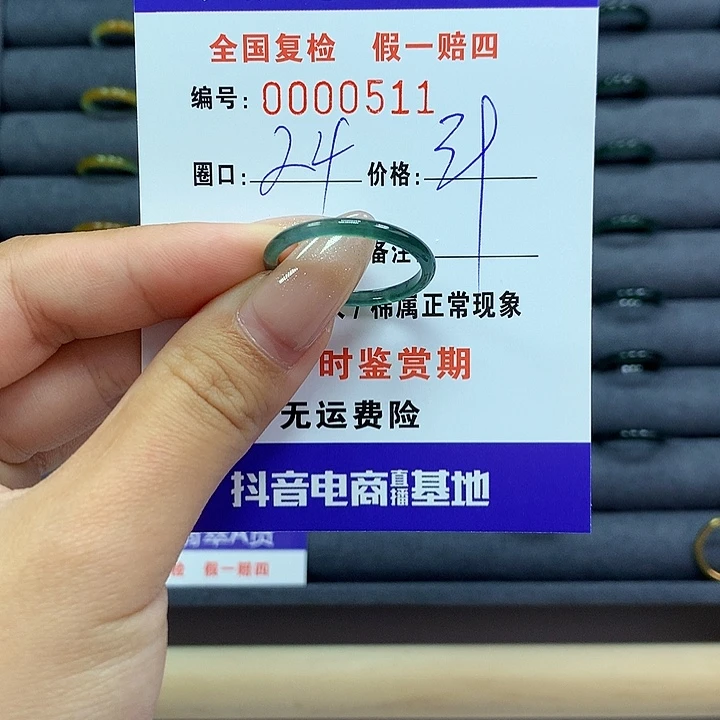 全国复检 假一赔四
编号: 0000511
圈口: 24 价格: 31
备注
/棉属正常现象
时鉴赏期
无运费险
抖音电商直播基地
假一赔四